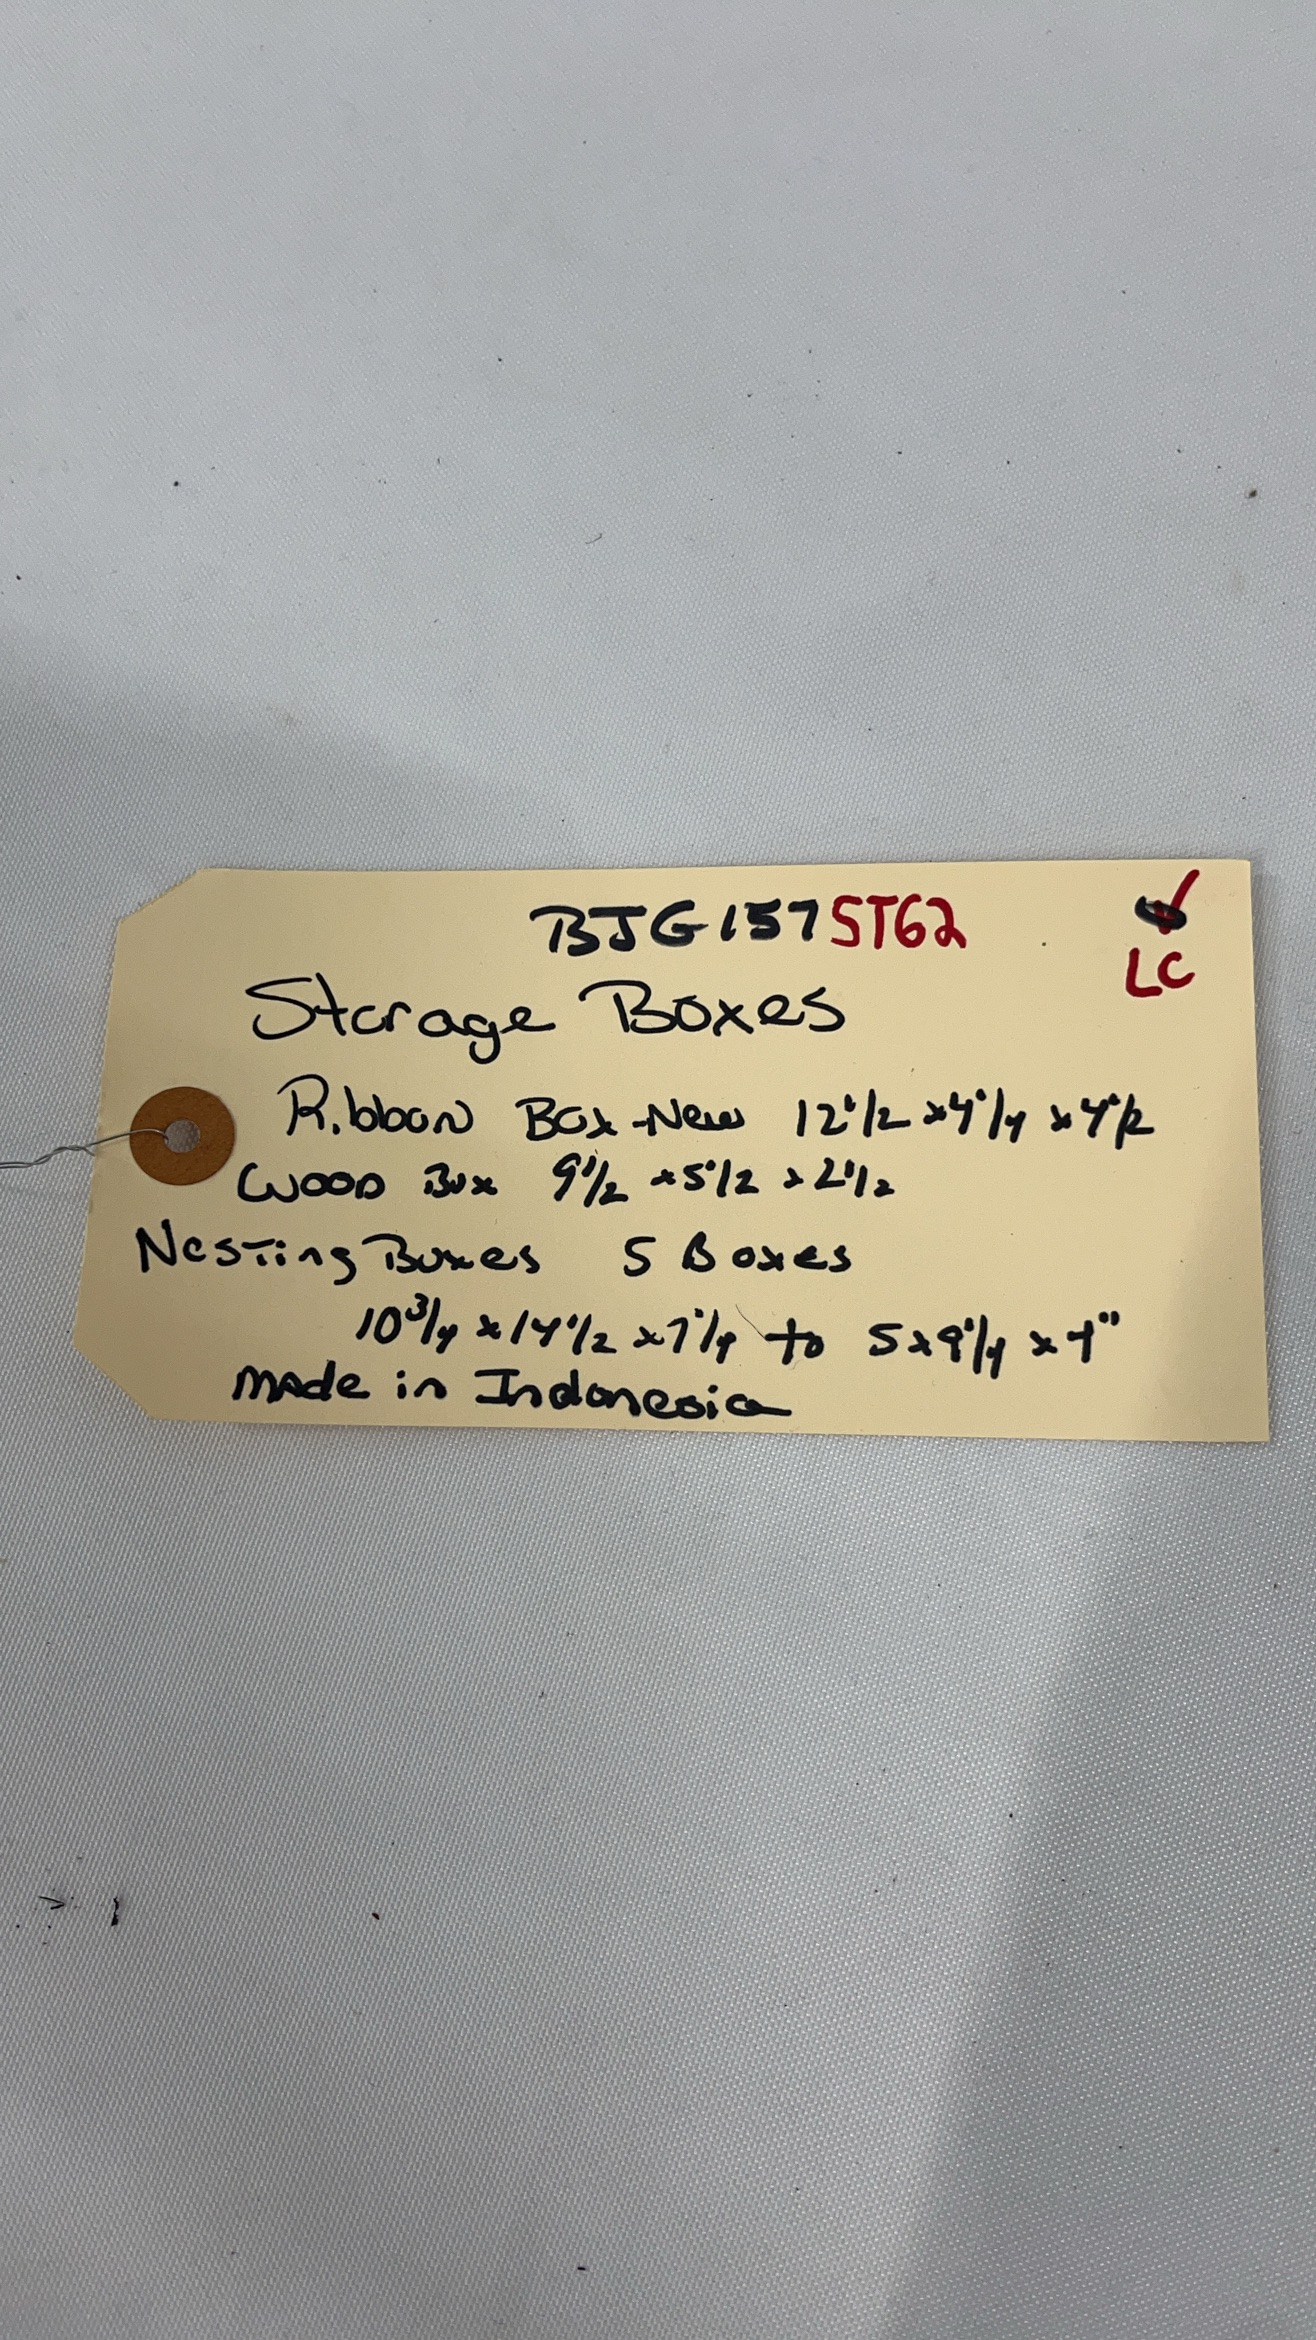 BJG157 ST62
LC
Storage Boxes
Ribbon Box-New 12 1/2 x 4 1/4 x 4 1/2
Wood Box 9 1/2 x 5 1/2 x 2 1/2
Nesting Boxes 5 Boxes
10 3/4 x 14 1/2 x 7 1/4 to 5 x 9 1/4 x 4"
Made in Indonesia